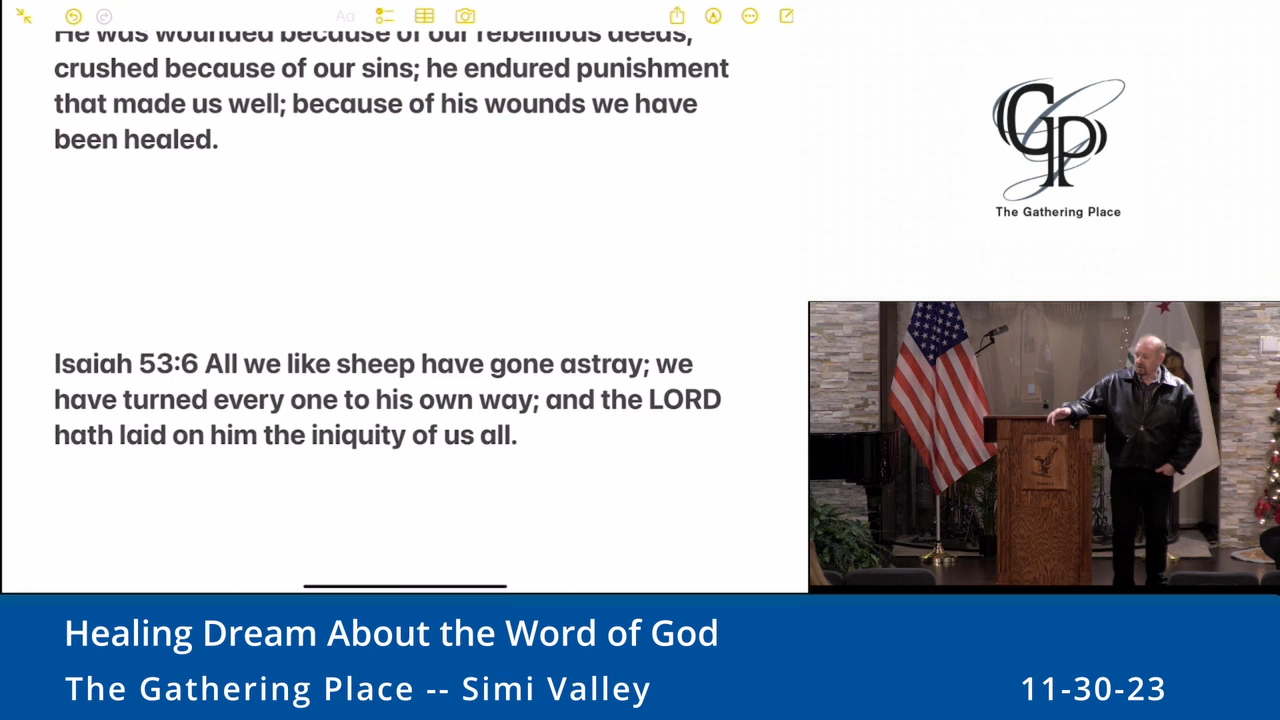 He was wounded because of our rebellious deeds,
crushed because of our sins; he endured punishment
that made us well; because of his wounds we have
been healed.
Isaiah 53:6 All we like sheep have gone astray; we
have turned every one to his own way; and the LORD
hath laid on him the iniquity of us all.
Aa
GP
The Gathering Place
Healing Dream About the Word of God
The Gathering Place -- Simi Valley
11-30-23